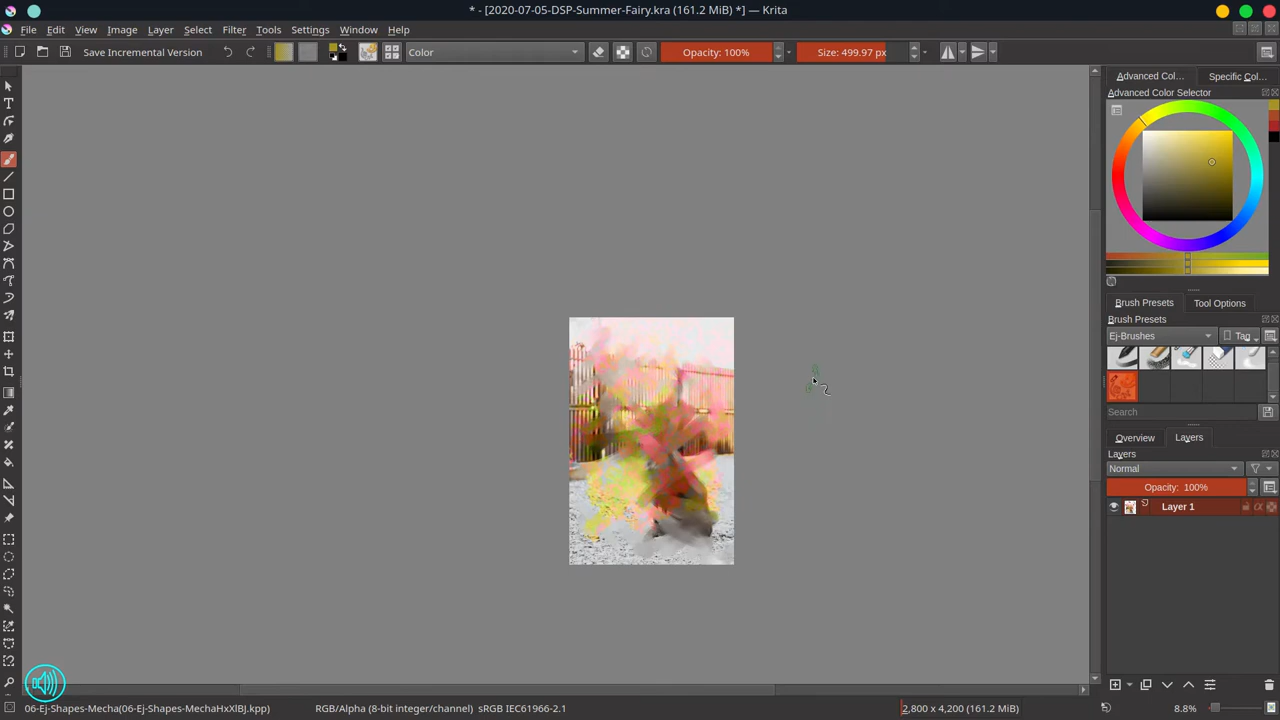 * - [2020-07-05-DSP-Summer-Fairy.kra (161.2 MiB) *] — Krita
File Edit View Image Layer Select Filter Tools Settings Window Help
Save Incremental Version Color Opacity: 100% Size: 499.97 px
Advanced Col... Specific Col...
Advanced Color Selector
Brush Presets Tool Options
Brush Presets
Ej-Brushes Tag
Search
Overview Layers
Layers
Normal
Opacity: 100%
Layer 1
06-Ej-Shapes-Mecha(06-Ej-Shapes-MechaHxXlBJ.kpp) RGB/Alpha (8-bit integer/channel) sRGB IEC61966-2.1 2,800 x 4,200 (161.2 MiB) 8.8%